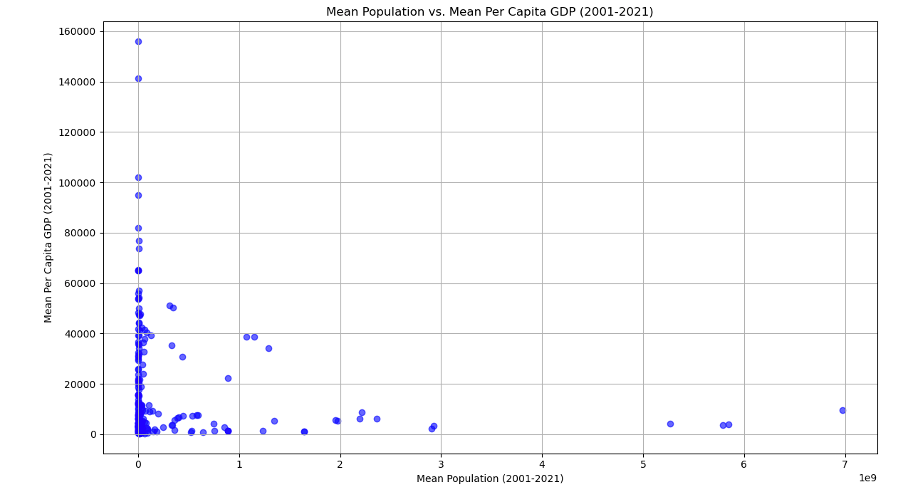 Mean Population vs. Mean Per Capita GDP (2001-2021)
160000
140000
120000
100000
80000
60000
40000
20000
0
Mean Per Capita GDP (2001-2021)
0 1 2 3 4 5 6 7
1e9
Mean Population (2001-2021)